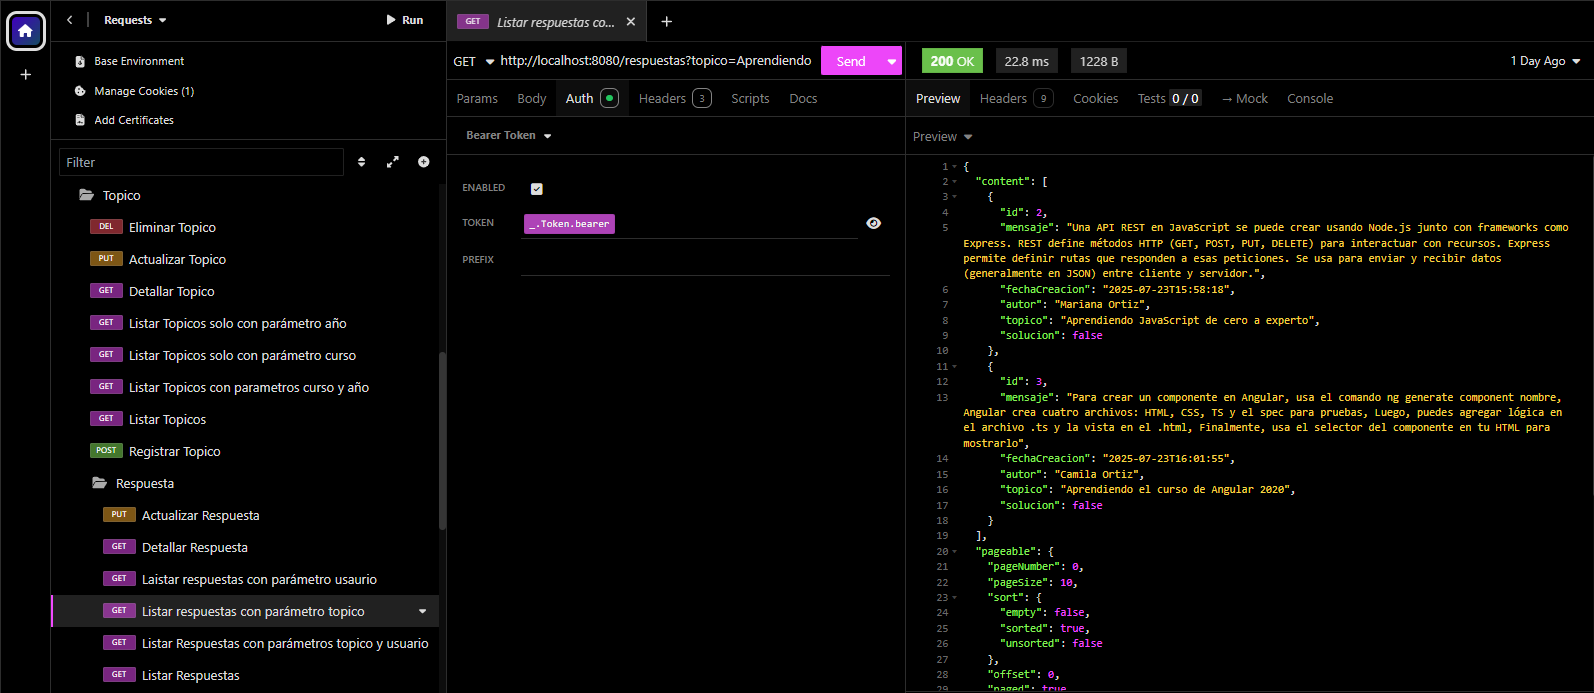 Requests
Run
Base Environment
Manage Cookies (1)
Add Certificates
Filter
Topico
DEL Eliminar Topico
PUT Actualizar Topico
GET Detallar Topico
GET Listar Topicos solo con parámetro año
GET Listar Topicos solo con parámetro curso
GET Listar Topicos con parametros curso y año
GET Listar Topicos
POST Registrar Topico
Respuesta
PUT Actualizar Respuesta
GET Detallar Respuesta
GET Laistar respuestas con parámetro usaurio
GET Listar respuestas con parámetro topico
GET Listar Respuestas con parámetros topico y usuario
GET Listar Respuestas
GET Listar respuestas co...
GET http://localhost:8080/respuestas?topico=Aprendiendo
Send
Params Body Auth Headers 3 Scripts Docs
Bearer Token
ENABLED
TOKEN _.Token.bearer
PREFIX
200 OK 22.8 ms 1228 B
1 Day Ago
Preview Headers 9 Cookies Tests 0 / 0 → Mock Console
Preview
1 {
2 "content": [
3 {
4 "id": 2,
5 "mensaje": "Una API REST en JavaScript se puede crear usando Node.js junto con frameworks como
Express. REST define métodos HTTP (GET, POST, PUT, DELETE) para interactuar con recursos. Express
permite definir rutas que responden a esas peticiones. Se usa para enviar y recibir datos
(generalmente en JSON) entre cliente y servidor.",
6 "fechaCreacion": "2025-07-23T15:58:18",
7 "autor": "Mariana Ortiz",
8 "topico": "Aprendiendo JavaScript de cero a experto",
9 "solucion": false
10 },
11 {
12 "id": 3,
13 "mensaje": "Para crear un componente en Angular, usa el comando ng generate component nombre,
Angular crea cuatro archivos: HTML, CSS, TS y el spec para pruebas, Luego, puedes agregar lógica en
el archivo .ts y la vista en el .html, Finalmente, usa el selector del componente en tu HTML para
mostrarlo",
14 "fechaCreacion": "2025-07-23T16:01:55",
15 "autor": "Camila Ortiz",
16 "topico": "Aprendiendo el curso de Angular 2020",
17 "solucion": false
18 }
19 ],
20 "pageable": {
21 "pageNumber": 0,
22 "pageSize": 10,
23 "sort": {
24 "empty": false,
25 "sorted": true,
26 "unsorted": false
27 },
28 "offset": 0,
29 "paged": true